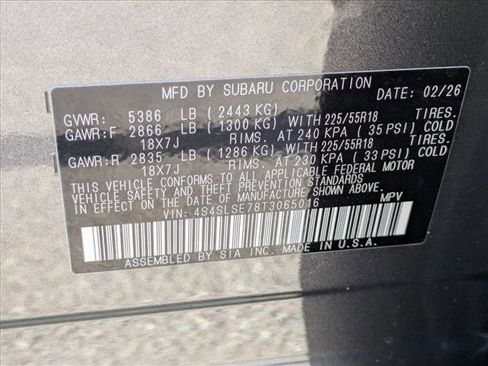 MFD BY SUBARU CORPORATION DATE: 02/26
GVWR: 5386 LB (2443 KG)
GAWR:F 2866 LB (1300 KG) WITH 225/55R18 TIRES.
18X7J RIMS. AT 240 KPA (35 PSI) COLD
GAWR:R 2835 LB (1286 KG) WITH 225/55R18 TIRES.
18X7J RIMS. AT 230 KPA (33 PSI) COLD
THIS VEHICLE CONFORMS TO ALL APPLICABLE FEDERAL MOTOR
VEHICLE SAFETY AND BUMPER STANDARDS IN EFFECT ON THE
DATE OF MANUFACTURE SHOWN ABOVE.
VIN: 4S4SLSE78T3065016 MPV
ASSEMBLED BY SIA INC. MADE IN U.S.A.